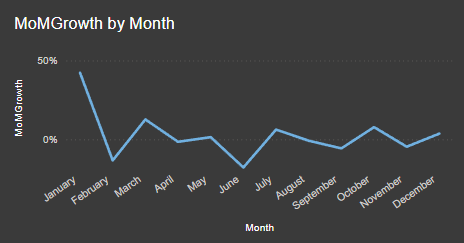 MoMGrowth by Month
50%
0%
MoMGrowth
January
February
March
April
May
June
July
August
September
October
November
December
Month